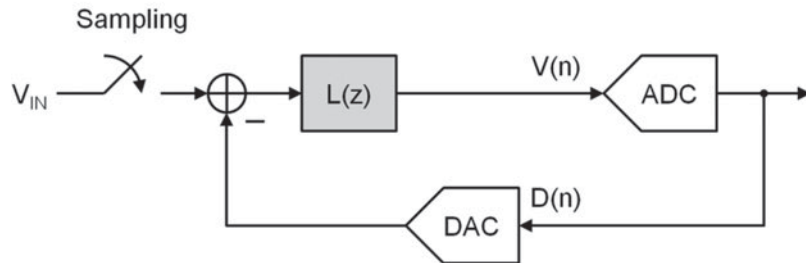 Sampling
V_IN
L(z)
V(n)
ADC
−
DAC
D(n)